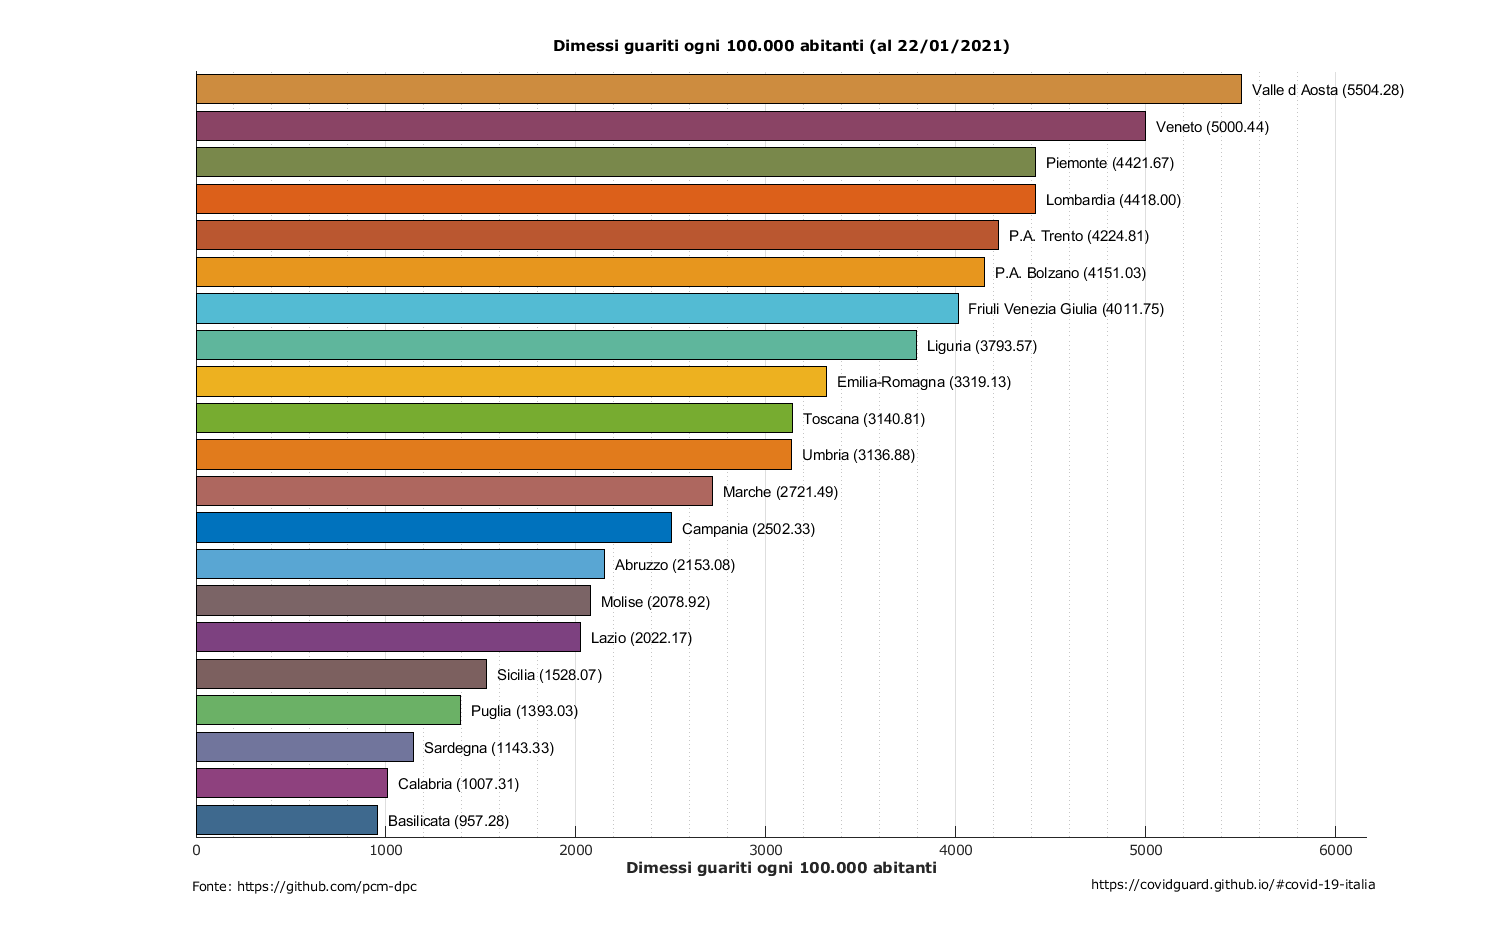 Dimessi guariti ogni 100.000 abitanti (al 22/01/2021)
Valle d Aosta (5504.28)
Veneto (5000.44)
Piemonte (4421.67)
Lombardia (4418.00)
P.A. Trento (4224.81)
P.A. Bolzano (4151.03)
Friuli Venezia Giulia (4011.75)
Liguria (3793.57)
Emilia-Romagna (3319.13)
Toscana (3140.81)
Umbria (3136.88)
Marche (2721.49)
Campania (2502.33)
Abruzzo (2153.08)
Molise (2078.92)
Lazio (2022.17)
Sicilia (1528.07)
Puglia (1393.03)
Sardegna (1143.33)
Calabria (1007.31)
Basilicata (957.28)
0 1000 2000 3000 4000 5000 6000
Dimessi guariti ogni 100.000 abitanti
Fonte: https://github.com/pcm-dpc
https://covidguard.github.io/#covid-19-italia